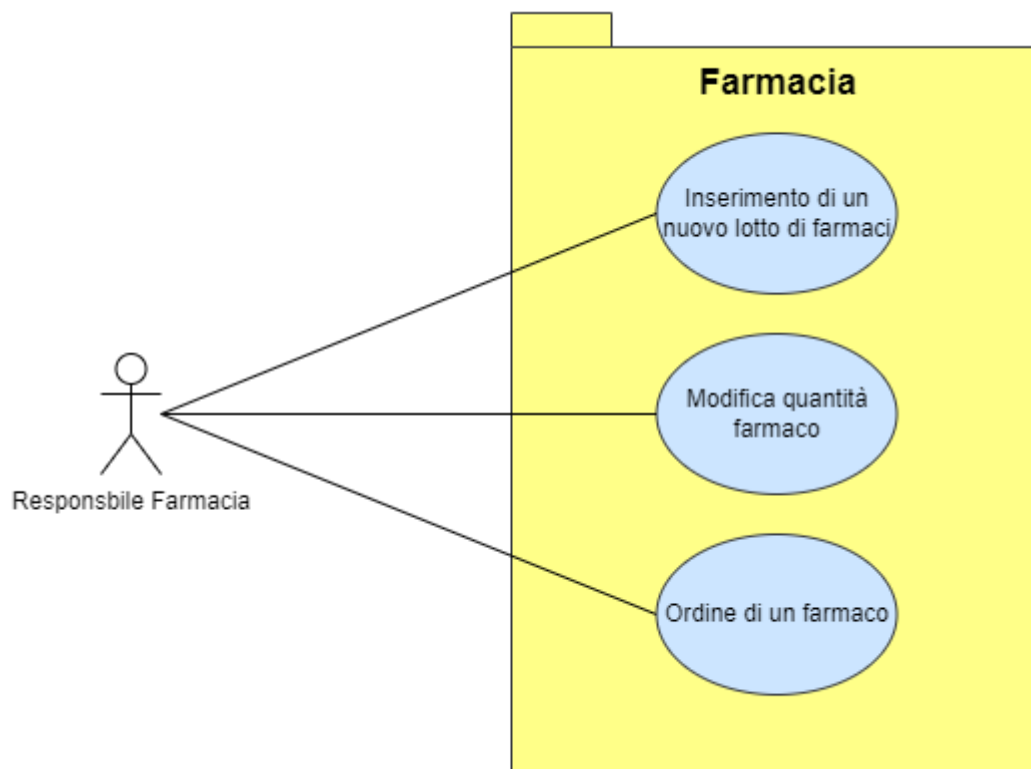 Farmacia
Inserimento di un
nuovo lotto di farmaci
Modifica quantità
farmaco
Responsbile Farmacia
Ordine di un farmaco